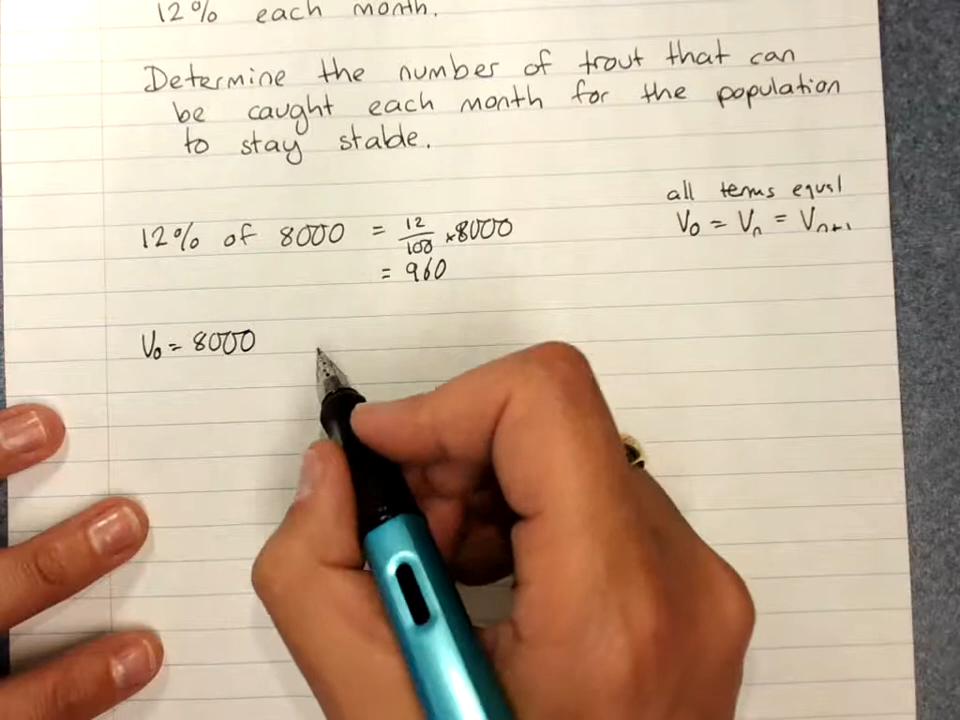 12% each month.
Determine the number of trout that can
be caught each month for the population
to stay stable.
all terms equal
V₀ = Vₙ = Vₙ₊₁
12% of 8000 = 12/100 × 8000
= 960
V₀ = 8000